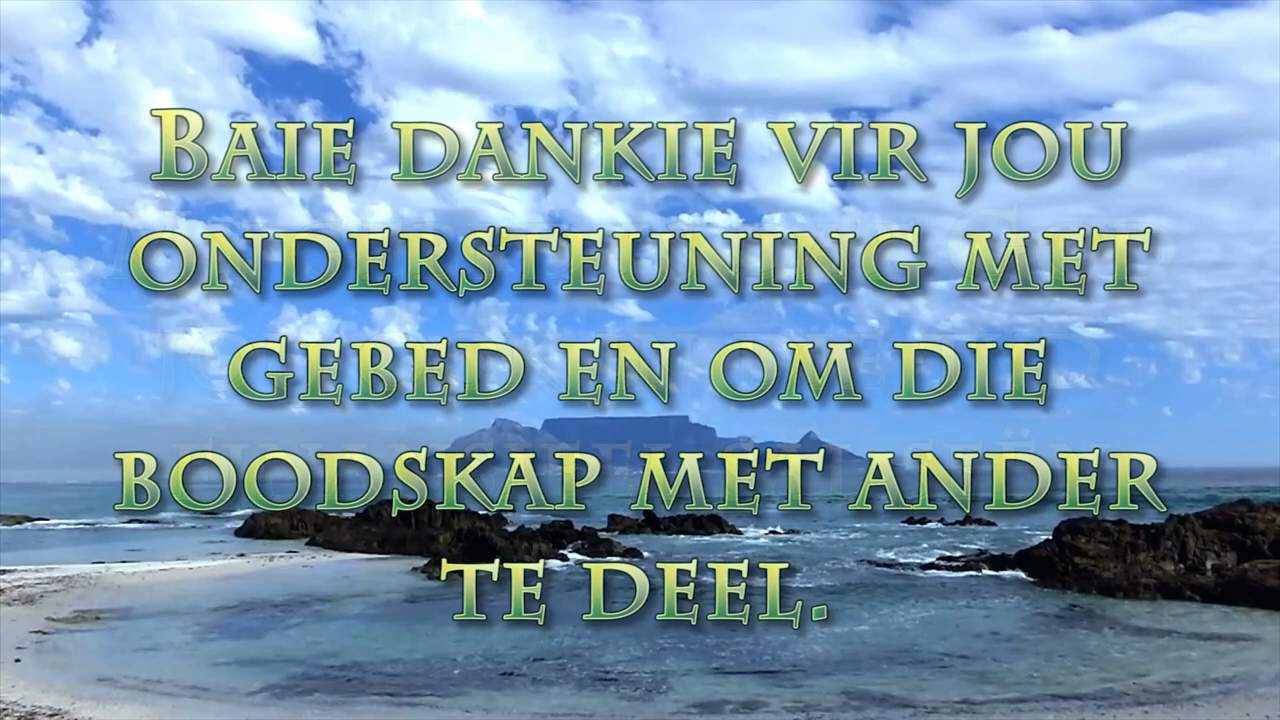 Baie dankie vir jou
ondersteuning met
gebed en om die
boodskap met ander
te deel.